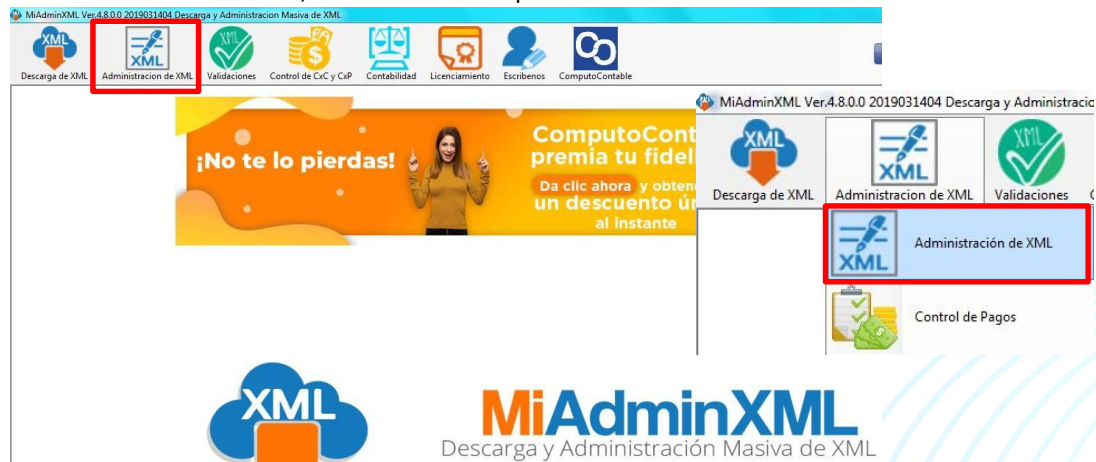 MiAdminXML Ver.4.8.0.0 2019031404 Descarga y Administracion Masiva de XML
XML
XML
XML
Descarga de XML
Administracion de XML
Validaciones
Control de CxC y CxP
Contabilidad
Licenciamiento
Escribenos
ComputoContable
¡No te lo pierdas!
ComputoCont
premia tu fidel
Da clic ahora y obten
un descuento ú
al instante
MiAdminXML Ver.4.8.0.0 2019031404 Descarga y Administracio
XML
XML
XML
Descarga de XML
Administracion de XML
Validaciones
XML
Administración de XML
Control de Pagos
XML
MiAdminXML
Descarga y Administración Masiva de XML